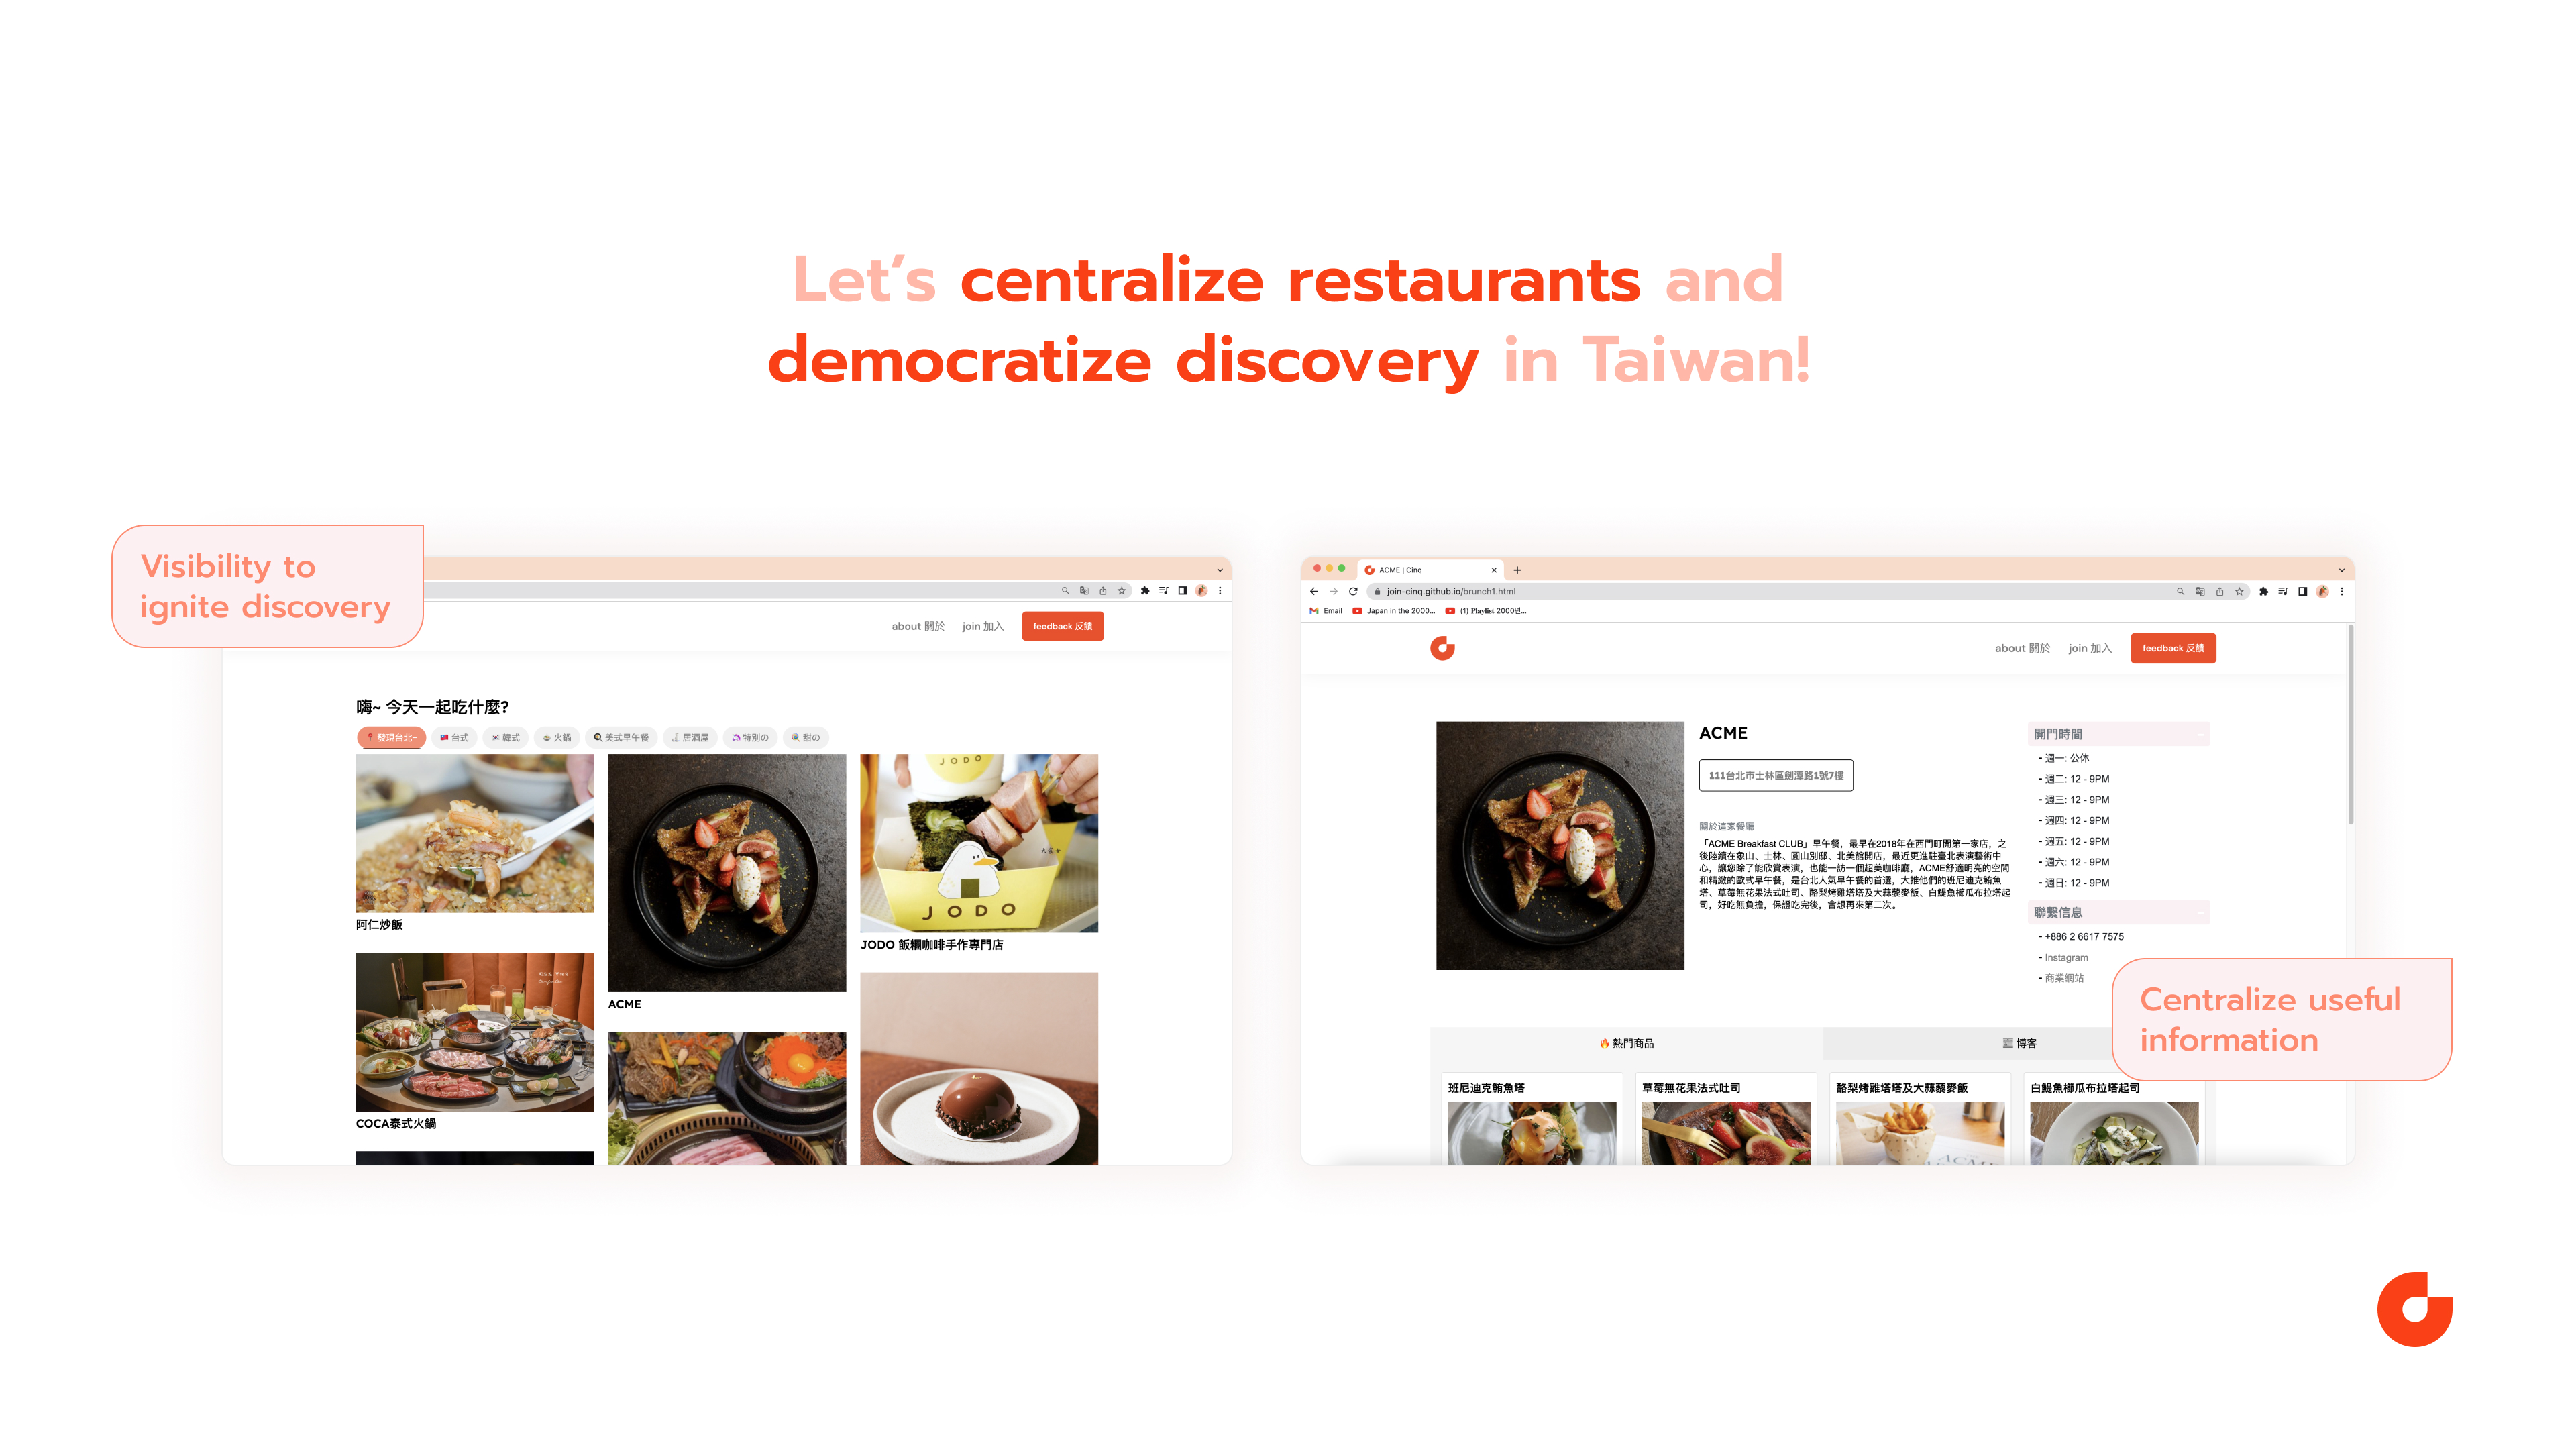 Let’s centralize restaurants and
democratize discovery in Taiwan!
Visibility to
ignite discovery
about 關於
join 加入
feedback 反饋
嗨~ 今天一起吃什麼?
發現台北~
台式
韓式
火鍋
美式早午餐
居酒屋
特別の
甜の
阿仁炒飯
COCA泰式火鍋
ACME
JODO
JODO
JODO 飯糰咖啡手作專門店
ACME | Cinq
join-cinq.github.io/brunch1.html
Email
Japan in the 2000...
(1) Playlist 2000년...
about 關於
join 加入
feedback 反饋
ACME
111台北市士林區劍潭路1號7樓
關於這家餐廳
「ACME Breakfast CLUB」早午餐，最早在2018年在西門町開第一家店，之
後陸續在象山、士林、圓山別邸、北美館開店，最近更進駐臺北表演藝術中
心，讓您除了能欣賞表演，也能一訪一個超美咖啡廳，ACME舒適明亮的空間
和精緻的歐式早午餐，是台北人氣早午餐的首選，大推他們的班尼迪克鮪魚
塔、草莓無花果法式吐司、酪梨烤雞塔塔及大蒜藜麥飯、白鯷魚櫛瓜布拉塔起
司，好吃無負擔，保證吃完後，會想再來第二次。
開門時間
- 週一: 公休
- 週二: 12 - 9PM
- 週三: 12 - 9PM
- 週四: 12 - 9PM
- 週五: 12 - 9PM
- 週六: 12 - 9PM
- 週日: 12 - 9PM
聯繫信息
- +886 2 6617 7575
- Instagram
- 商業網站
Centralize useful
information
熱門商品
博客
班尼迪克鮪魚塔
草莓無花果法式吐司
酪梨烤雞塔塔及大蒜藜麥飯
白鯷魚櫛瓜布拉塔起司